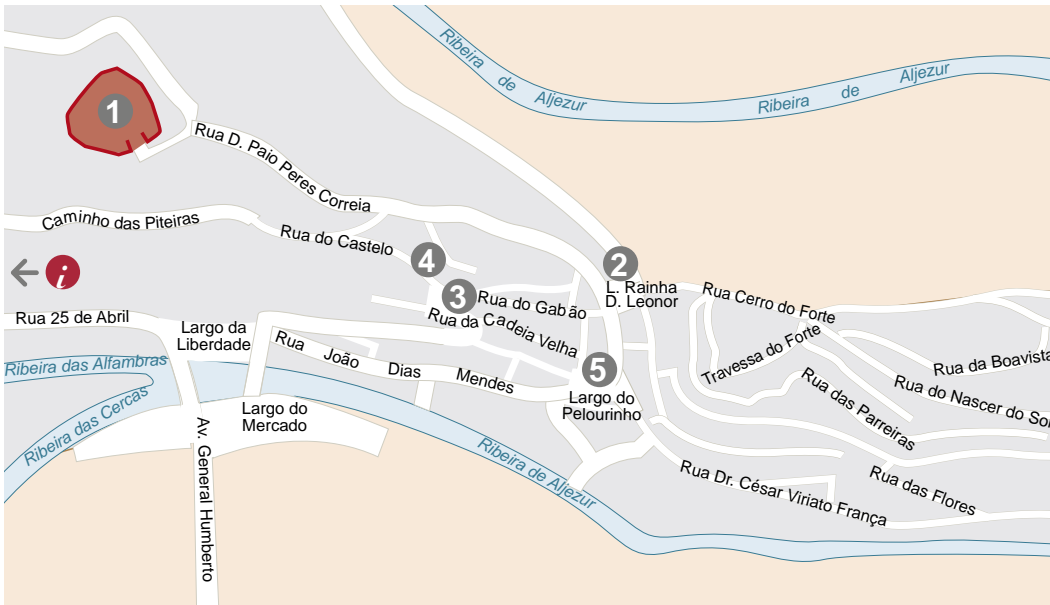 Ribeira de Aljezur
Ribeira de Aljezur
1
Rua D. Paio Peres Correia
Caminho das Piteiras
Rua do Castelo
4
2
i
L. Rainha
D. Leonor
Rua Cerro do Forte
3
Rua do Gabão
Rua 25 de Abril
Largo da
Liberdade
Rua da Cadeia Velha
Rua João Dias Mendes
Travessa do Forte
Rua da Boavista
Ribeira das Alfambras
5
Largo do
Pelourinho
Rua do Nascer do Sol
Rua das Parreiras
Ribeira das Cercas
Largo do
Mercado
Av. General Humberto
Ribeira de Aljezur
Rua Dr. César Viriato França
Rua das Flores